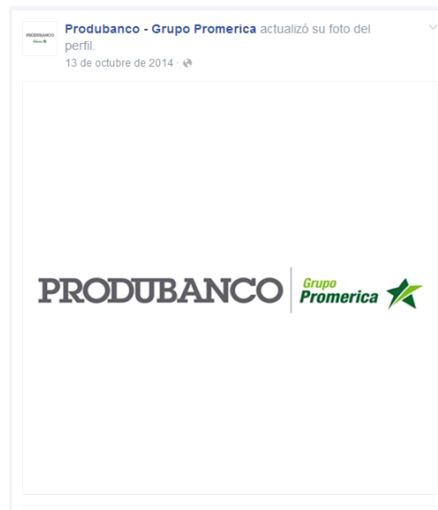 Produbanco - Grupo Promerica actualizó su foto del
perfil.
13 de octubre de 2014 ·
PRODUBANCO
Grupo
Promerica